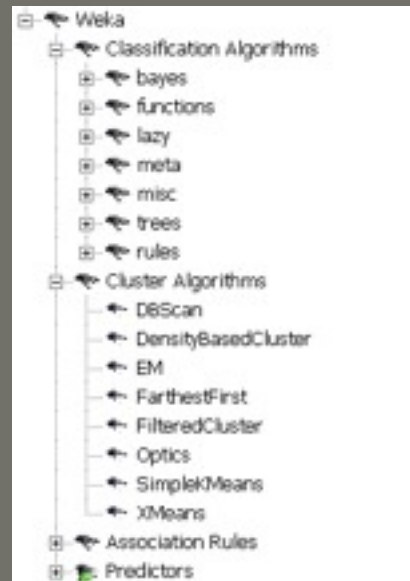 Weka
Classification Algorithms
bayes
functions
lazy
meta
misc
trees
rules
Cluster Algorithms
DBScan
DensityBasedCluster
EM
FarthestFirst
FilteredCluster
Optics
SimpleKMeans
XMeans
Association Rules
Predictors